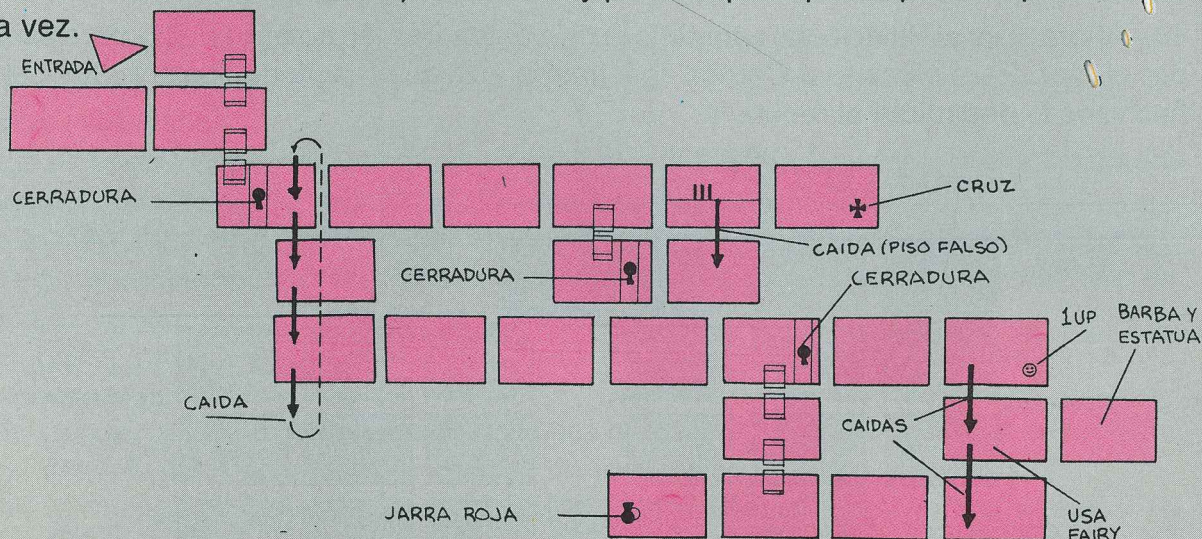 a vez.
ENTRADA
CERRADURA
CRUZ
CAIDA (PISO FALSO)
CERRADURA
CERRADURA
1UP
BARBA Y
ESTATUA
CAIDA
CAIDAS
JARRA ROJA
USA
FAIRY